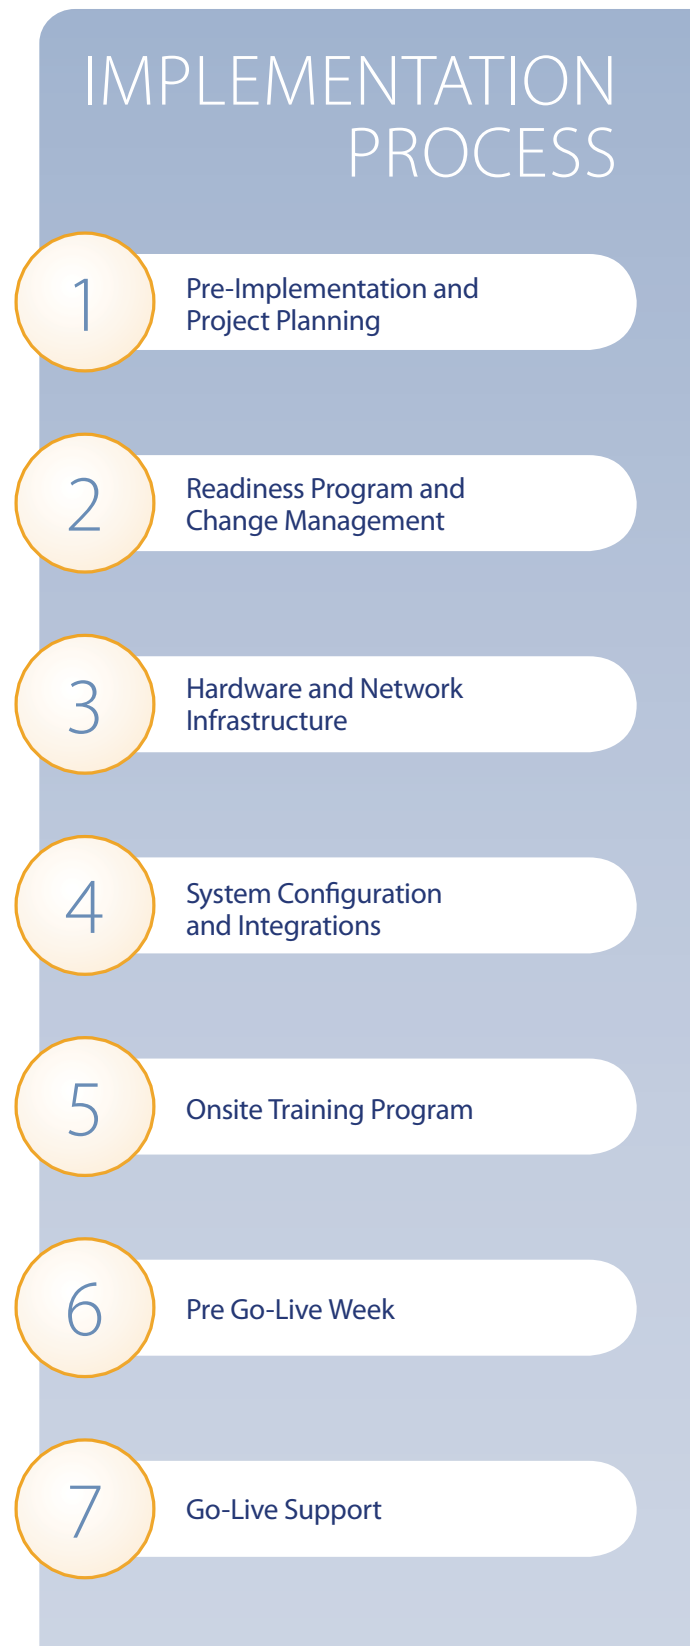 IMPLEMENTATION
PROCESS
1
Pre-Implementation and
Project Planning
2
Readiness Program and
Change Management
3
Hardware and Network
Infrastructure
4
System Configuration
and Integrations
5
Onsite Training Program
6
Pre Go-Live Week
7
Go-Live Support